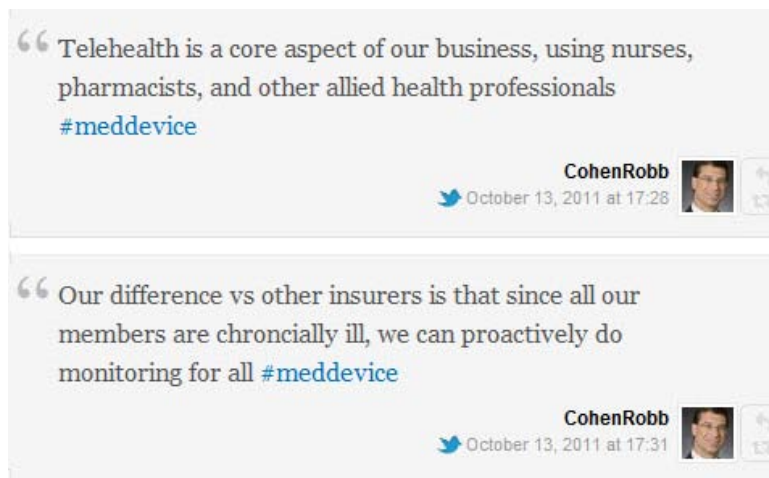 “ Telehealth is a core aspect of our business, using nurses,
pharmacists, and other allied health professionals
#meddevice
CohenRobb
October 13, 2011 at 17:28
“ Our difference vs other insurers is that since all our
members are chroncially ill, we can proactively do
monitoring for all #meddevice
CohenRobb
October 13, 2011 at 17:31